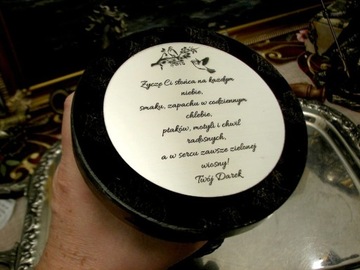 Życzę Ci słońca na każdym
niebie,
smaku, zapachu w codziennym
chlebie,
ptaków, motyli i chwil
radosnych,
a w sercu zawsze zielonej
wiosny!
Twój Darek